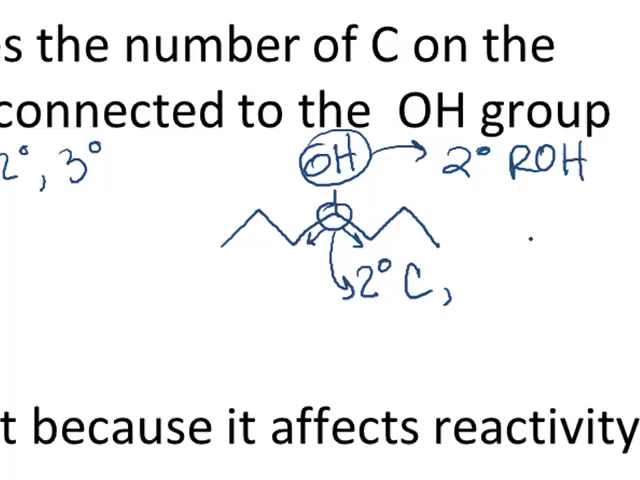 s the number of C on the
connected to the OH group
2°, 3°
OH
2° ROH
2° C,
t because it affects reactivity